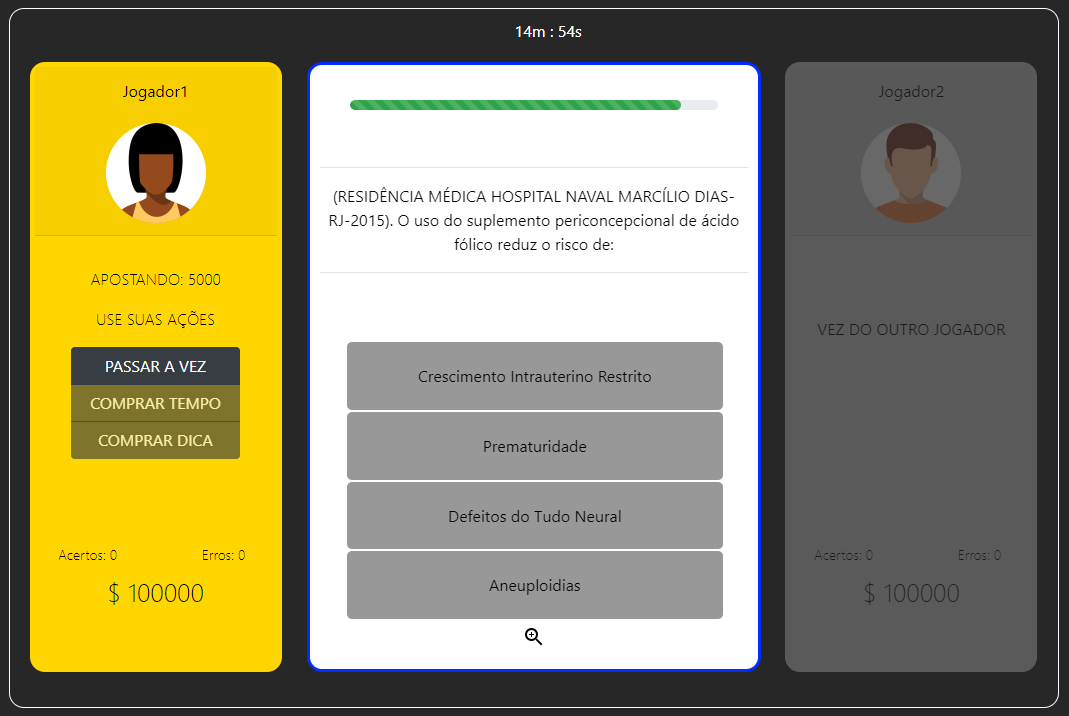 14m : 54s
Jogador1
APOSTANDO: 5000
USE SUAS AÇÕES
PASSAR A VEZ
COMPRAR TEMPO
COMPRAR DICA
Acertos: 0
Erros: 0
$ 100000
(RESIDÊNCIA MÉDICA HOSPITAL NAVAL MARCÍLIO DIAS-
RJ-2015). O uso do suplemento periconcepcional de ácido
fólico reduz o risco de:
Crescimento Intrauterino Restrito
Prematuridade
Defeitos do Tudo Neural
Aneuploidias
Jogador2
VEZ DO OUTRO JOGADOR
Acertos: 0
Erros: 0
$ 100000